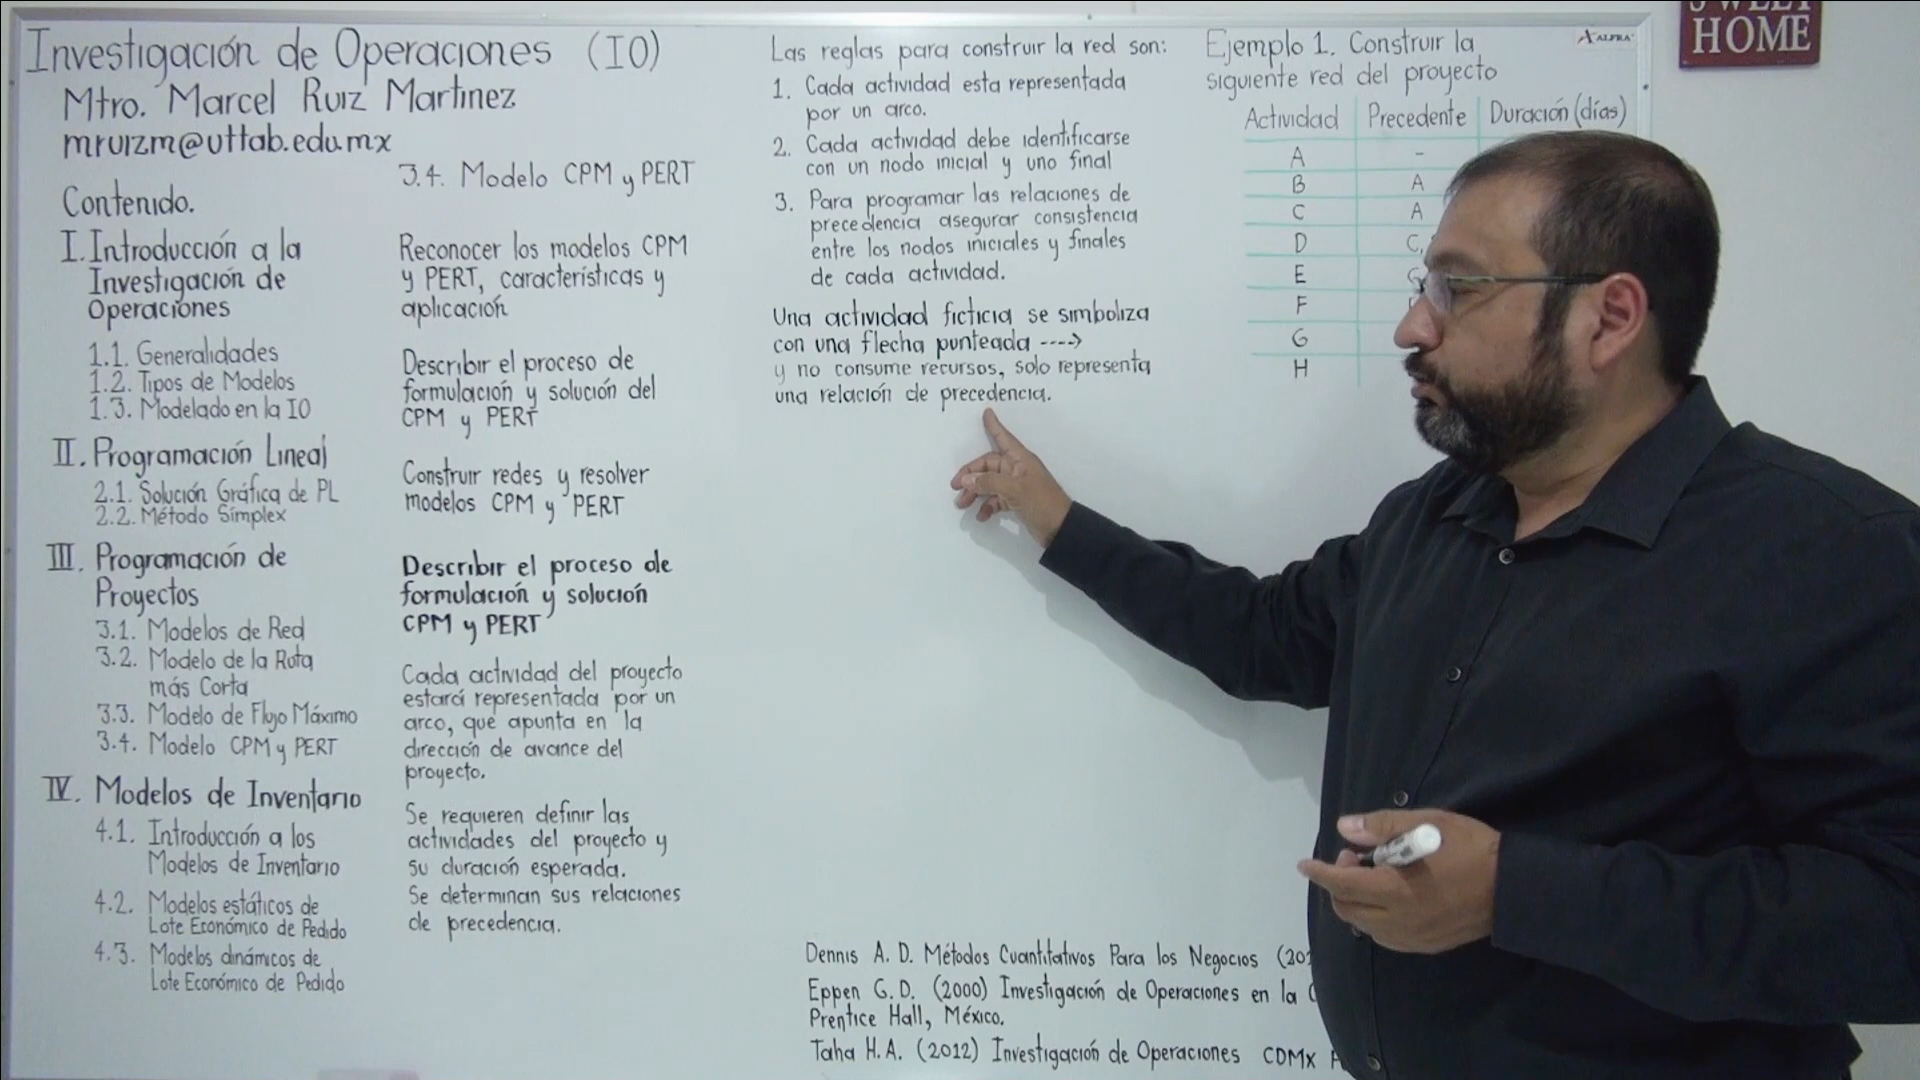 Investigación de Operaciones (IO)
Mtro. Marcel Ruiz Martinez
mruizm@uttab.edu.mx
Contenido.
I. Introducción a la
Investigación de
Operaciones
1.1. Generalidades
1.2. Tipos de Modelos
1.3. Modelado en la IO
II. Programación Lineal
2.1. Solución Gráfica de PL
2.2. Método Simplex
III. Programación de
Proyectos
3.1. Modelos de Red
3.2. Modelo de la Ruta
más Corta
3.3. Modelo de Flujo Máximo
3.4. Modelo CPM y PERT
IV. Modelos de Inventario
4.1. Introducción a los
Modelos de Inventario
4.2. Modelos estáticos de
Lote Económico de Pedido
4.3. Modelos dinámicos de
Lote Económico de Pedido
3.4. Modelo CPM y PERT
Reconocer los modelos CPM
y PERT, características y
aplicación
Describir el proceso de
formulación y solución del
CPM y PERT
Construir redes y resolver
modelos CPM y PERT
Describir el proceso de
formulación y solución
CPM y PERT
Cada actividad del proyecto
estará representada por un
arco, que apunta en la
dirección de avance del
proyecto.
Se requieren definir las
actividades del proyecto y
su duración esperada.
Se determinan sus relaciones
de precedencia.
Las reglas para construir la red son:
1. Cada actividad esta representada
por un arco.
2. Cada actividad debe identificarse
con un nodo inicial y uno final
3. Para programar las relaciones de
precedencia asegurar consistencia
entre los nodos iniciales y finales
de cada actividad.
Una actividad ficticia se simboliza
con una flecha punteada ---->
y no consume recursos, solo representa
una relación de precedencia.
Dennis A. D. Métodos Cuantitativos Para los Negocios (20
Eppen G.D. (2000) Investigación de Operaciones en la
Prentice Hall, México.
Taha H.A. (2012) Investigación de Operaciones CDMX
Ejemplo 1. Construir la
siguiente red del proyecto
Actividad Precedente Duración (días)
A -
B A
C A
D C,
E
F
G
H
ALFRA
HOME